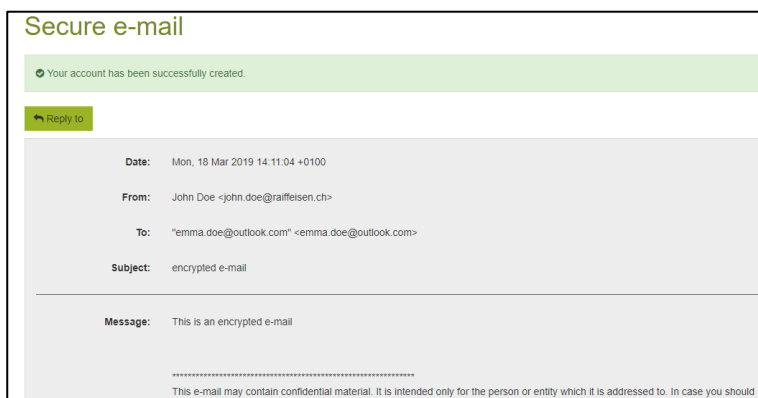 Secure e-mail
Your account has been successfully created.
Reply to
Date: Mon, 18 Mar 2019 14:11:04 +0100
From: John Doe <john.doe@raiffeisen.ch>
To: "emma.doe@outlook.com" <emma.doe@outlook.com>
Subject: encrypted e-mail
Message: This is an encrypted e-mail
**************************************************************
This e-mail may contain confidential material. It is intended only for the person or entity which it is addressed to. In case you should